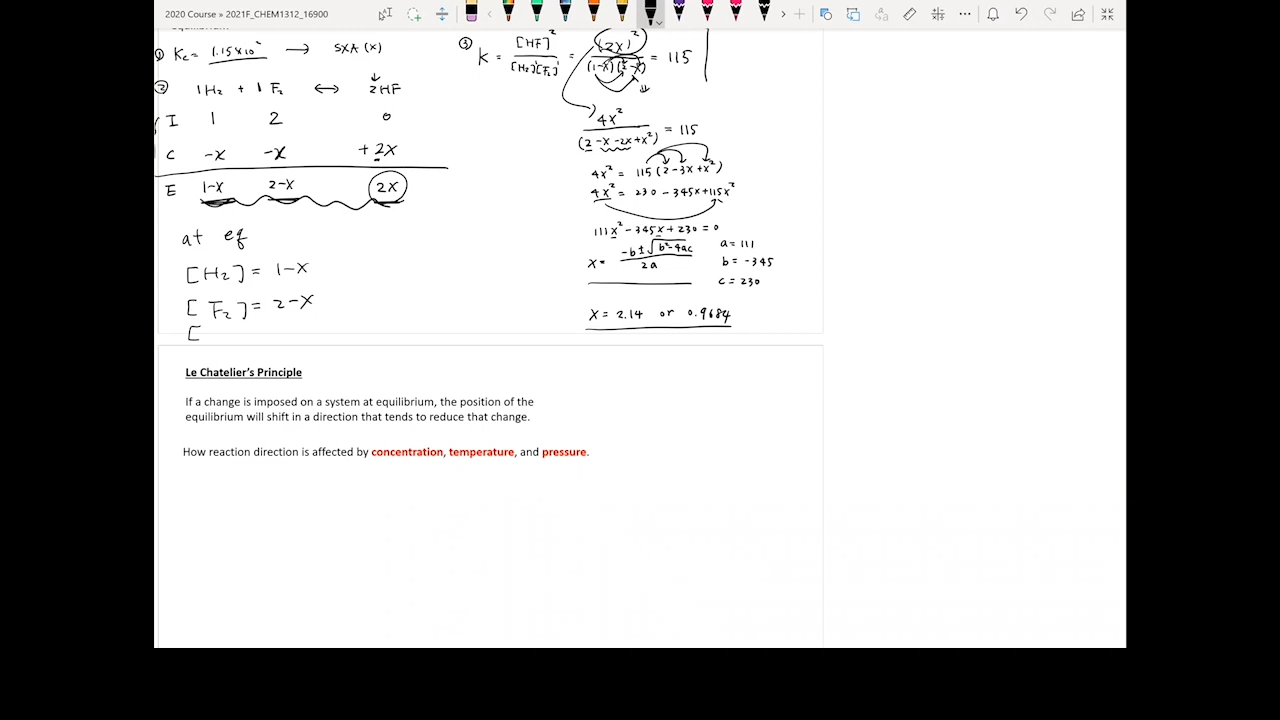 2020 Course » 2021F_CHEM1312_16900
① Kc = 1.15x10² → 5xA (x)
② 1H₂ + 1F₂ ↔ 2HF
I 1 2 0
C -x -x +2x
E 1-x 2-x 2x
at eq
[H₂] = 1-x
[F₂] = 2-x
[
③ K = [HF]² / [H₂]¹[F₂]¹ = (2x)² / (1-x)(2-x) = 115
4x² / (2-x-2x+x²) = 115
4x² = 115(2-3x+x²)
4x² = 230 - 345x + 115x²
111x² - 345x + 230 = 0
x = -b±√b²-4ac / 2a
a = 111
b = -345
c = 230
x = 2.14 or 0.9684
Le Chatelier's Principle
If a change is imposed on a system at equilibrium, the position of the
equilibrium will shift in a direction that tends to reduce that change.
How reaction direction is affected by concentration, temperature, and pressure.